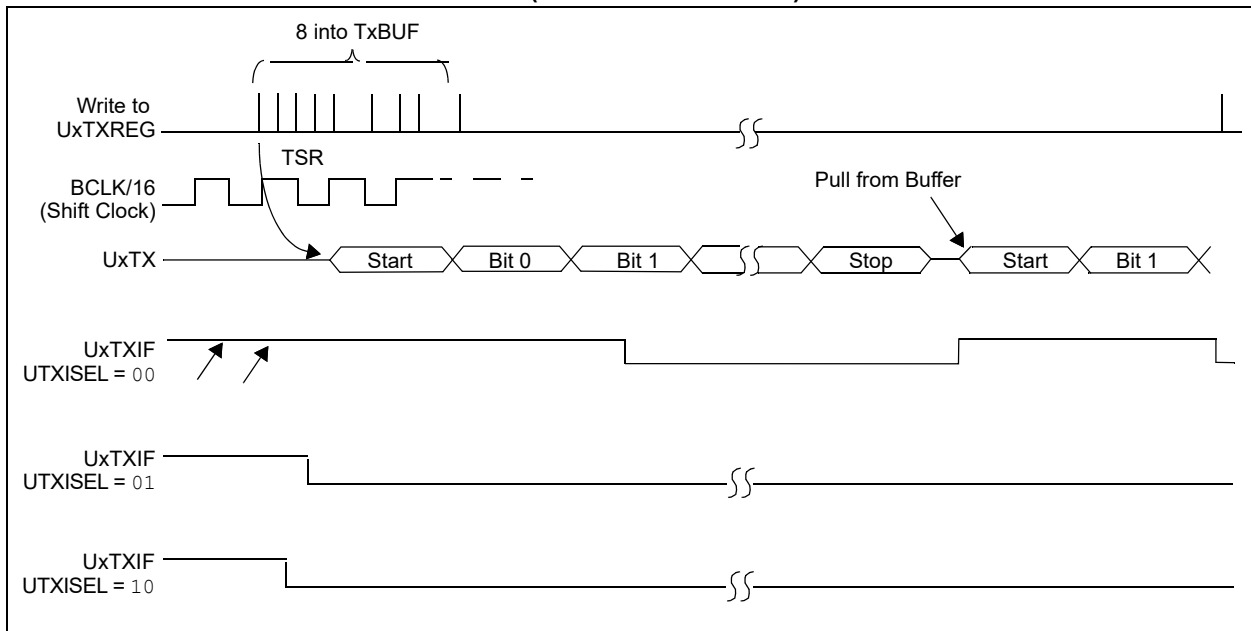 8 into TxBUF
Write to
UxTXREG
TSR
BCLK/16
(Shift Clock)
Pull from Buffer
UxTX
Start
Bit 0
Bit 1
Stop
Start
Bit 1
UxTXIF
UTXISEL = 00
UxTXIF
UTXISEL = 01
UxTXIF
UTXISEL = 10